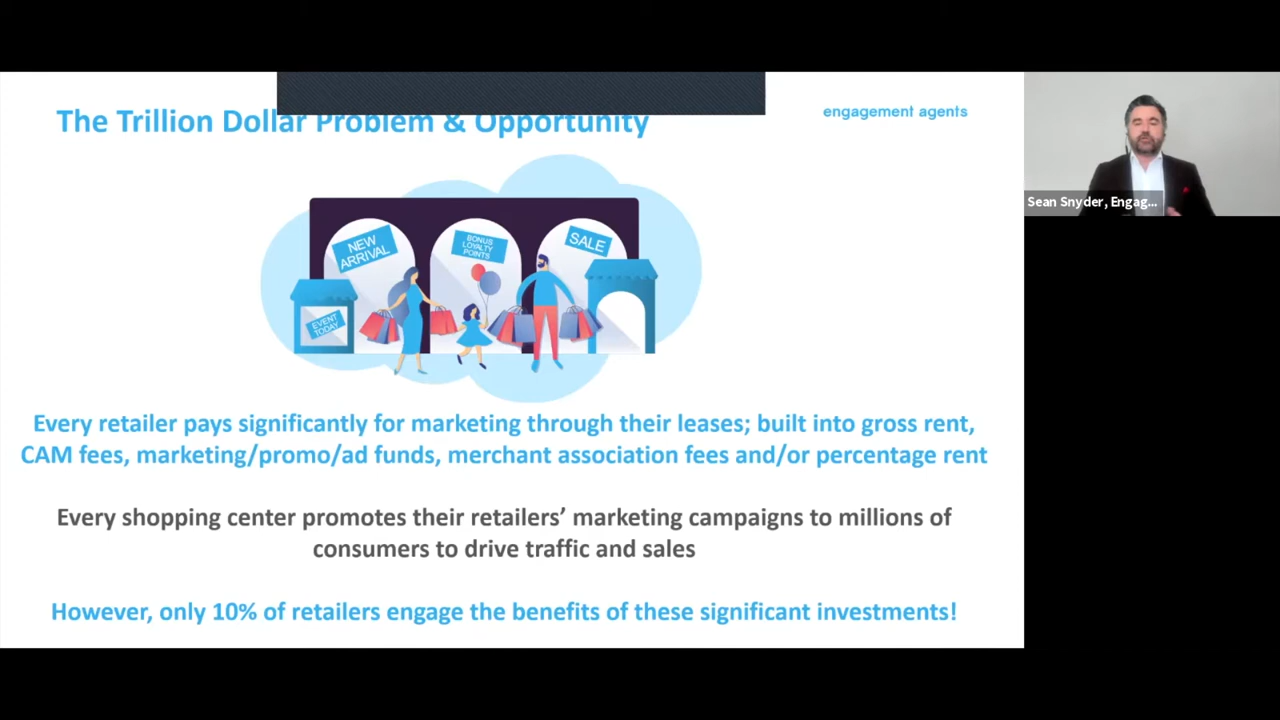 The Trillion Dollar Problem & Opportunity
engagement agents
Sean Snyder, Engag...
NEW
ARRIVAL
BONUS
LOYALTY
POINTS
SALE
EVENT
TODAY
Every retailer pays significantly for marketing through their leases; built into gross rent,
CAM fees, marketing/promo/ad funds, merchant association fees and/or percentage rent
Every shopping center promotes their retailers’ marketing campaigns to millions of
consumers to drive traffic and sales
However, only 10% of retailers engage the benefits of these significant investments!